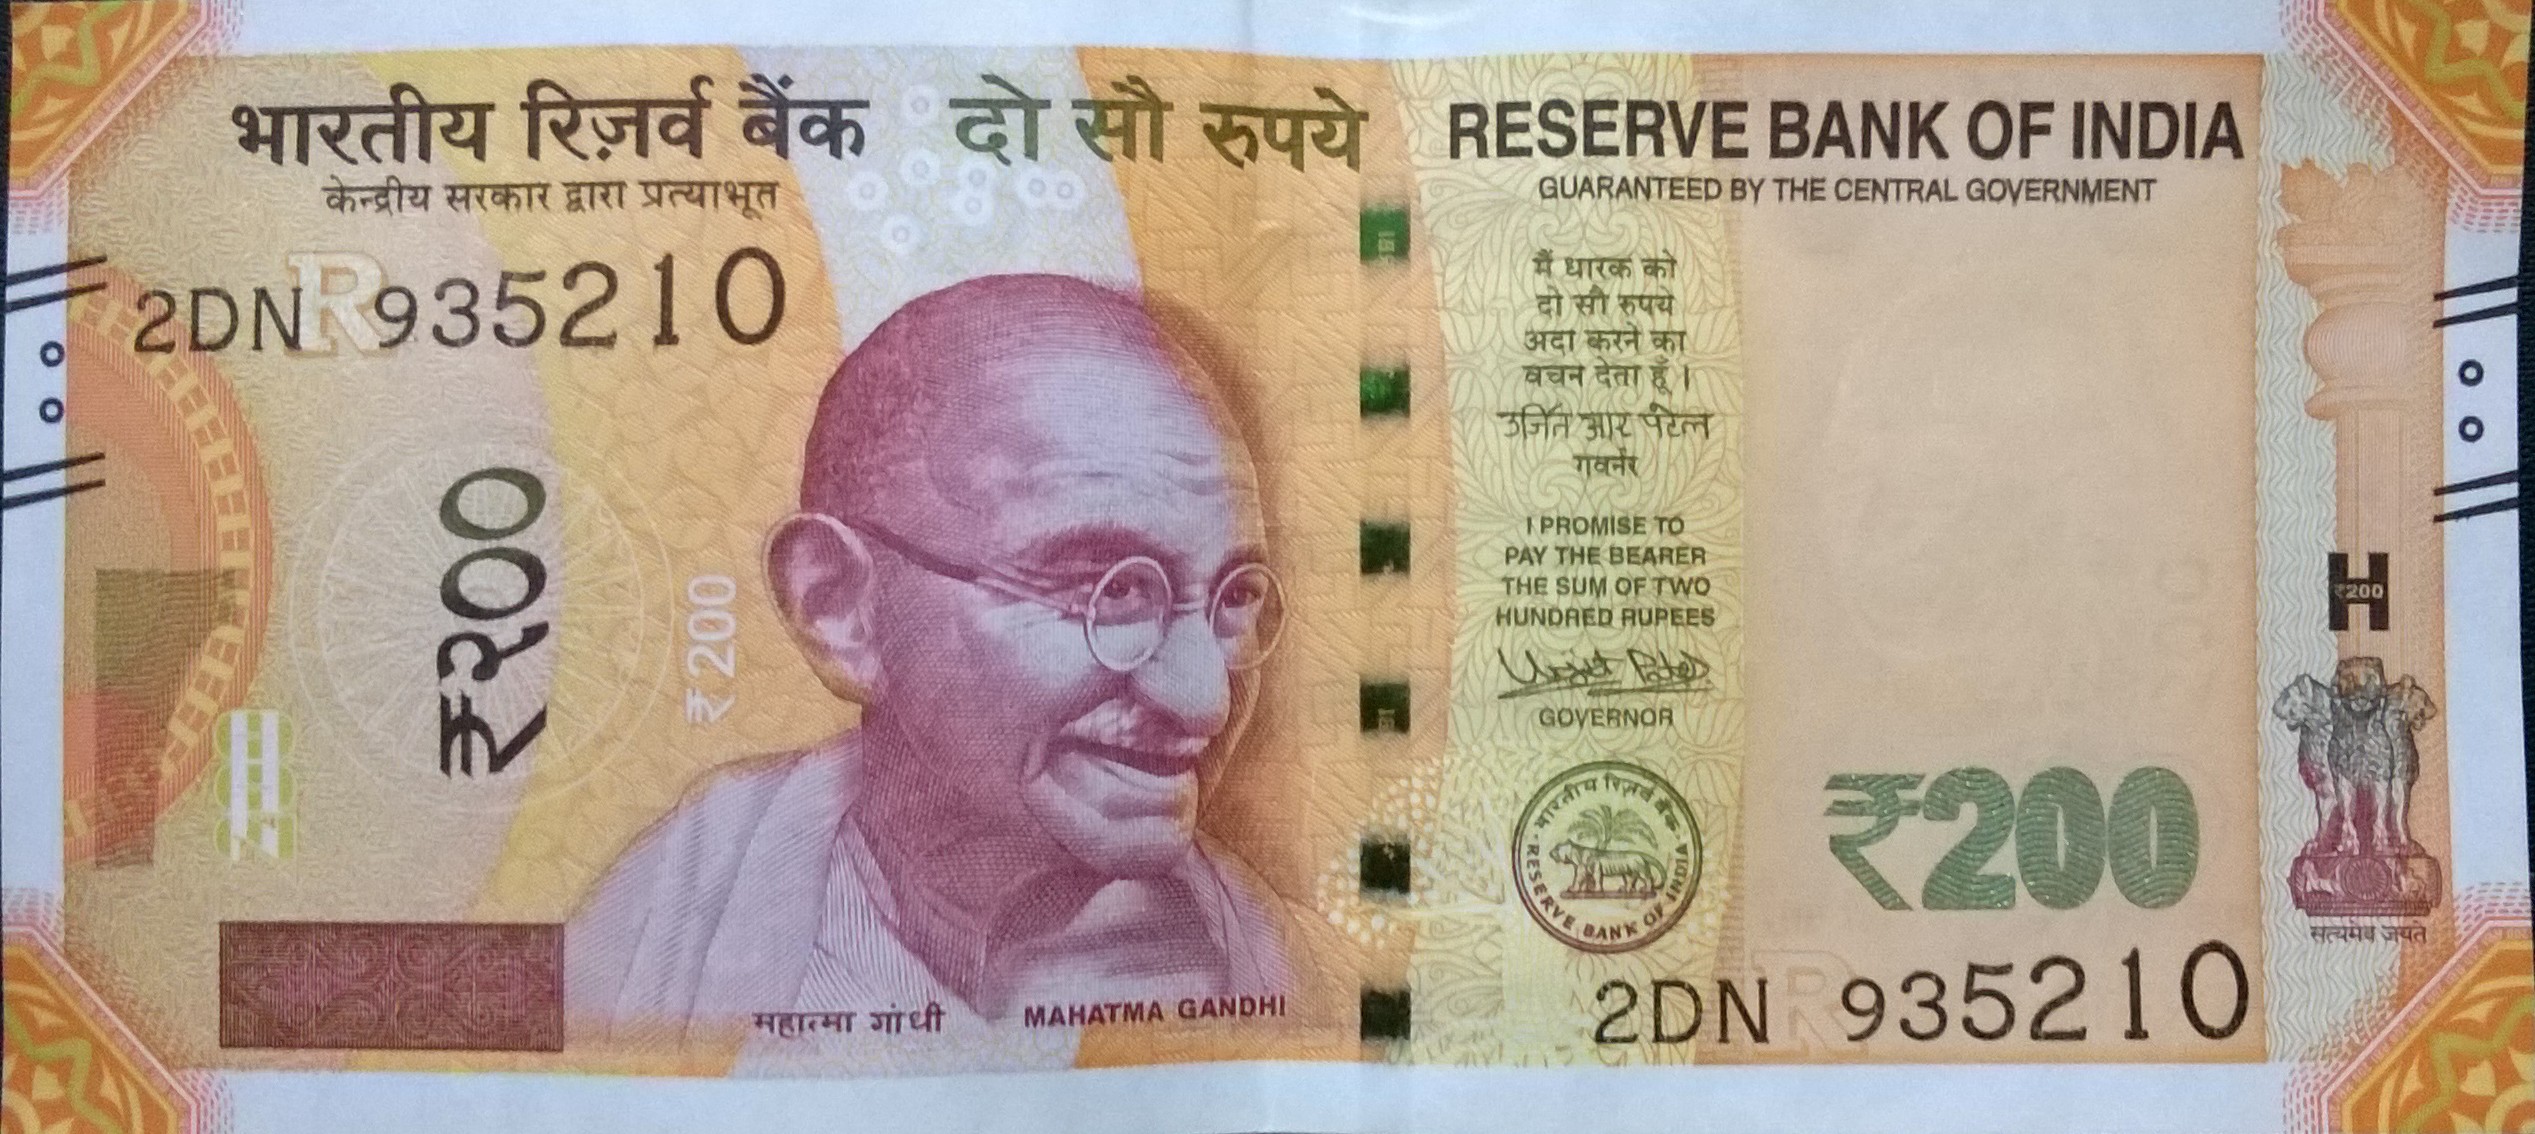 भारतीय रिज़र्व बैंक दो सौ रुपये
केन्द्रीय सरकार द्वारा प्रत्याभूत
RESERVE BANK OF INDIA
GUARANTEED BY THE CENTRAL GOVERNMENT
2DN R 935210
₹२००
₹200
महात्मा गांधी MAHATMA GANDHI
मैं धारक को
दो सौ रुपये
अदा करने का
वचन देता हूँ ।
उर्जित आर पटेल
गवर्नर
I PROMISE TO
PAY THE BEARER
THE SUM OF TWO
HUNDRED RUPEES
Urjit Patel
GOVERNOR
भारतीय रिज़र्व बैंक
RESERVE BANK OF INDIA
₹200
₹200
सत्यमेव जयते
2DN R 935210